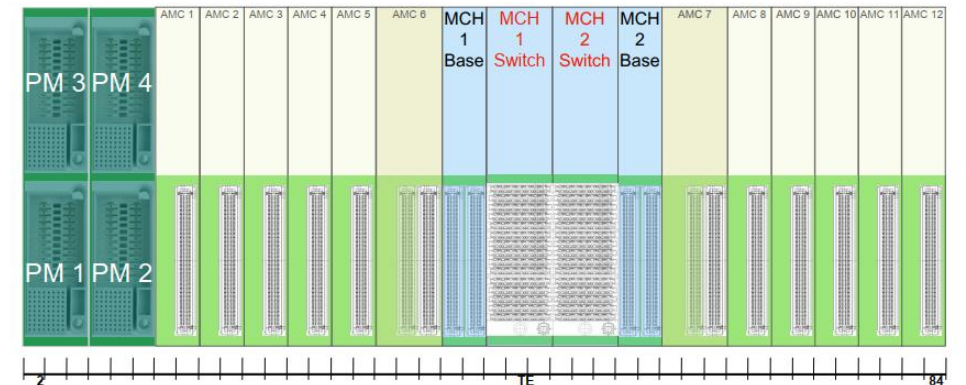 AMC 1 AMC 2 AMC 3 AMC 4 AMC 5 AMC 6 MCH MCH MCH MCH AMC 7 AMC 8 AMC 9 AMC 10 AMC 11 AMC 12
1 1 2 2
Base Switch Switch Base
PM 3 PM 4
PM 1 PM 2
2 TE 84